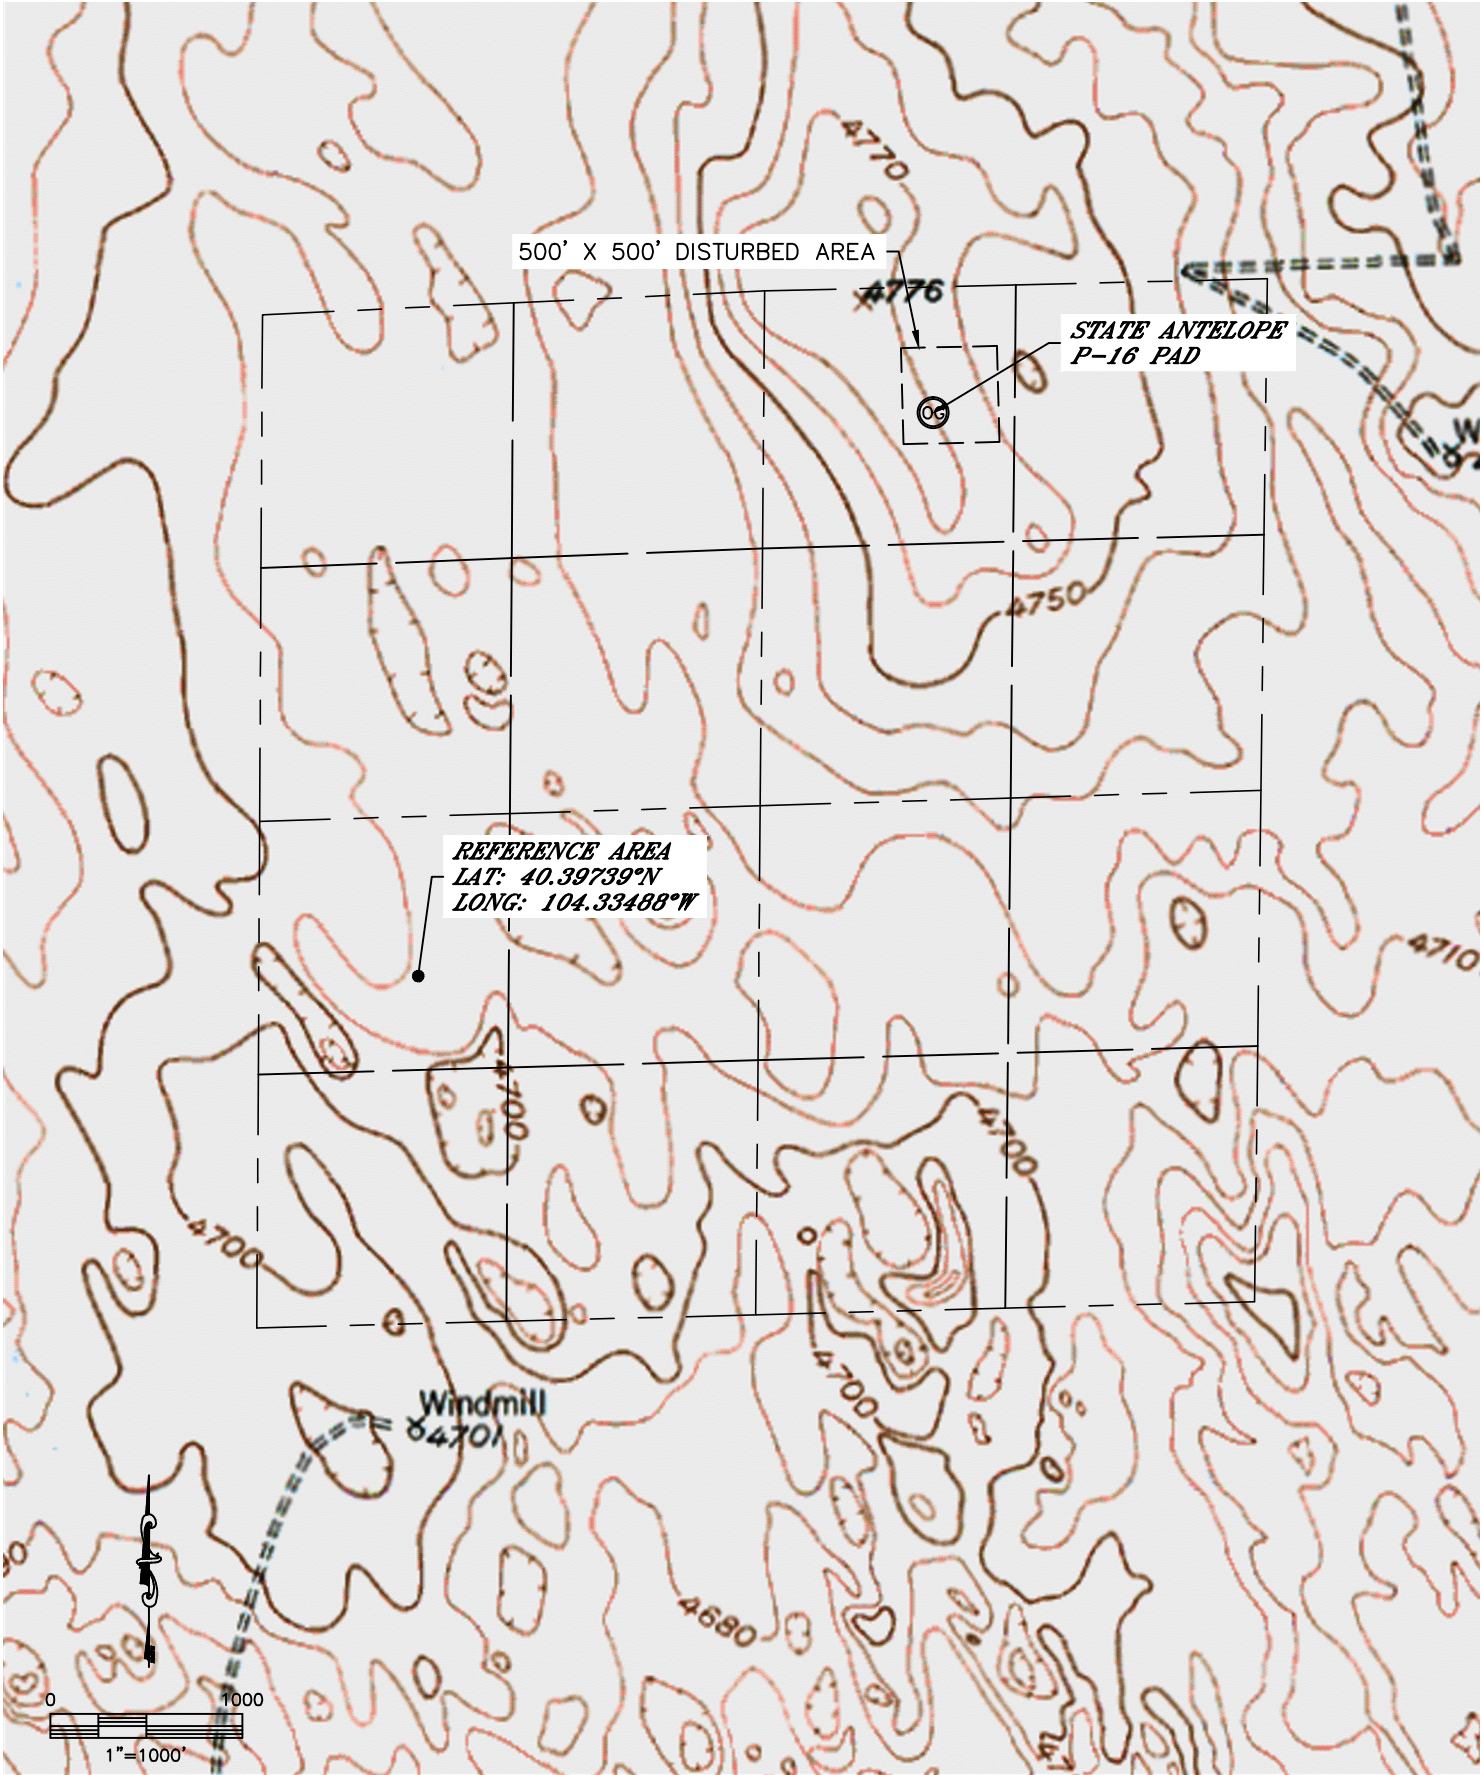 4770
500' X 500' DISTURBED AREA
4776
STATE ANTELOPE
P-16 PAD
OG
W
4750
REFERENCE AREA
LAT: 40.39739°N
LONG: 104.33488°W
4710
4700
4700
4700
4700
Windmill
4701
4680
0 1000
1"=1000'